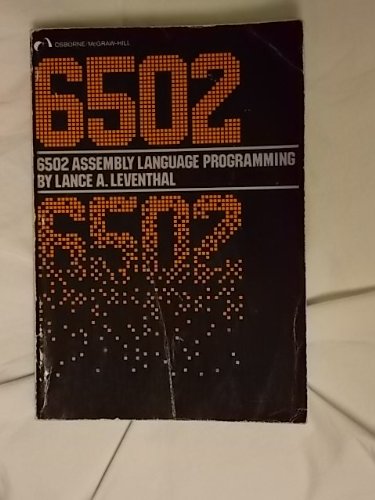 OSBORNE/McGRAW-HILL
6502
6502 ASSEMBLY LANGUAGE PROGRAMMING
BY LANCE A. LEVENTHAL
6502